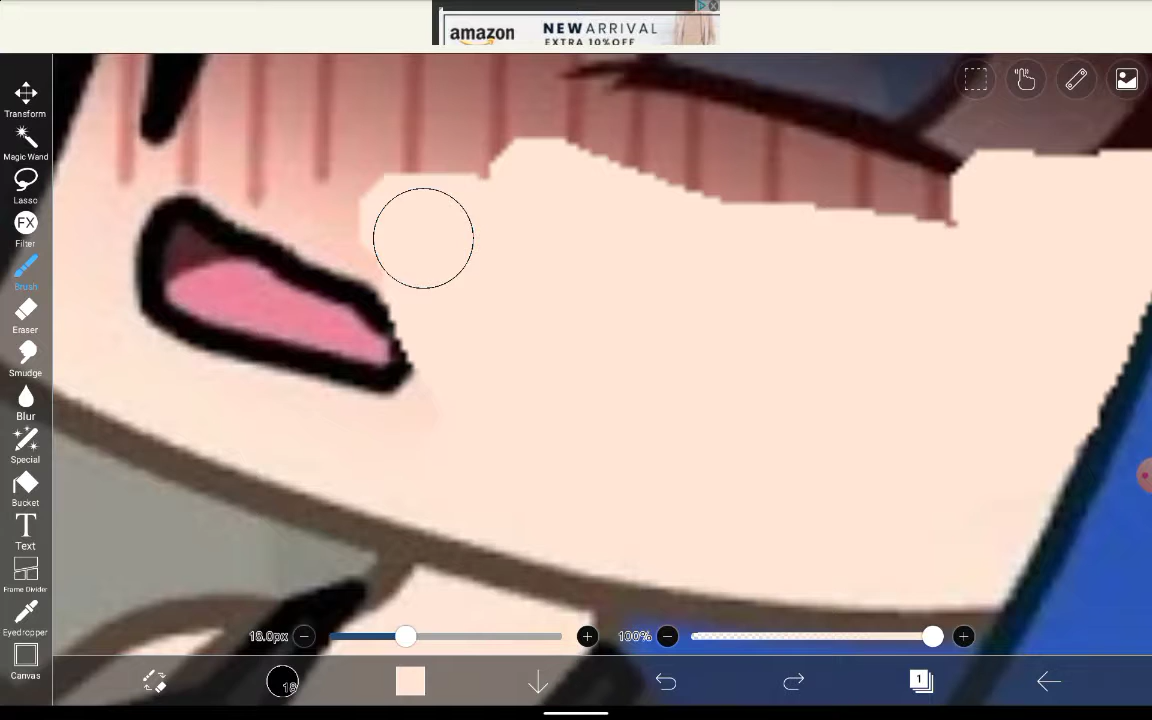 amazon
NEW ARRIVAL
EXTRA 10% OFF
Transform
Magic Wand
Lasso
FX
Filter
Brush
Eraser
Smudge
Blur
Special
Bucket
T
Text
Frame Divider
Eyedropper
Canvas
18.0px
100%
18
1